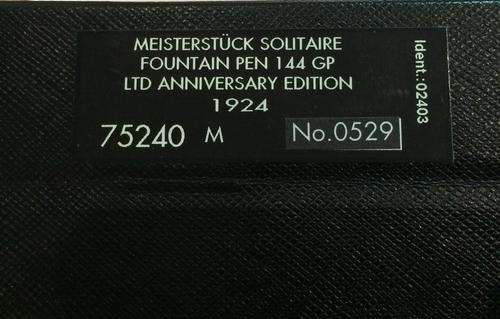 MEISTERSTÜCK SOLITAIRE
FOUNTAIN PEN 144 GP
LTD ANNIVERSARY EDITION
1924
75240 M No.0529
Ident.: 02403